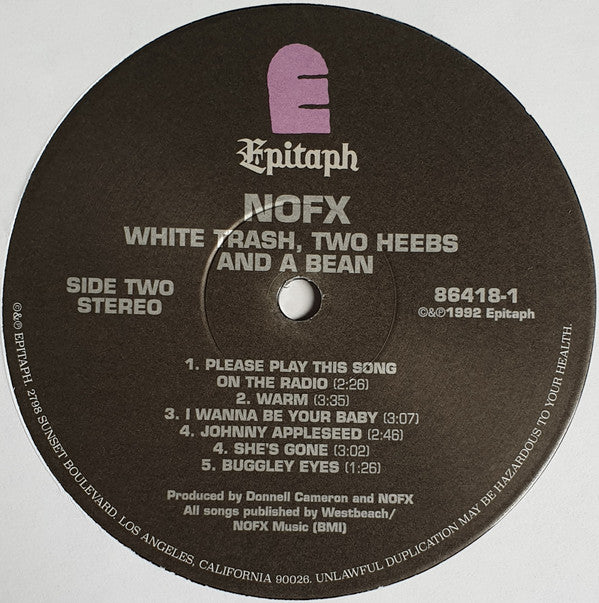 E
Epitaph
NOFX
WHITE TRASH, TWO HEEBS
AND A BEAN
SIDE TWO
STEREO
86418-1
©&℗1992 Epitaph
1. PLEASE PLAY THIS SONG
ON THE RADIO (2:26)
2. WARM (3:35)
3. I WANNA BE YOUR BABY (3:07)
4. JOHNNY APPLESEED (2:46)
4. SHE'S GONE (3:02)
5. BUGGLEY EYES (1:26)
Produced by Donnell Cameron and NOFX
All songs published by Westbeach/
NOFX Music (BMI)
©&℗ EPITAPH. 2798 SUNSET BOULEVARD, LOS ANGELES, CALIFORNIA 90026. UNLAWFUL DUPLICATION MAY BE HAZARDOUS TO YOUR HEALTH.